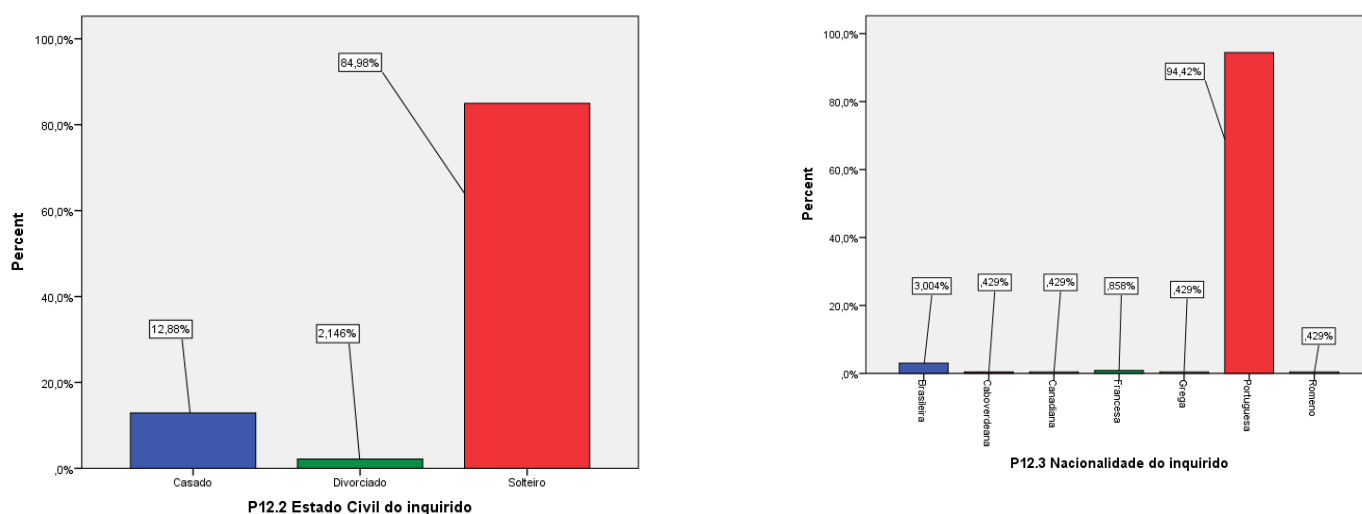 100,0%
80,0%
60,0%
40,0%
20,0%
,0%
Percent
84,98%
12,88%
2,146%
Casado
Divorciado
Solteiro
P12.2 Estado Civil do inquirido
100,0%
80,0%
60,0%
40,0%
20,0%
,0%
Percent
94,42%
3,004%
,429%
,429%
,858%
,429%
,429%
Brasileira
Caboverdeana
Canadiana
Francesa
Grega
Portuguesa
Romeno
P12.3 Nacionalidade do inquirido